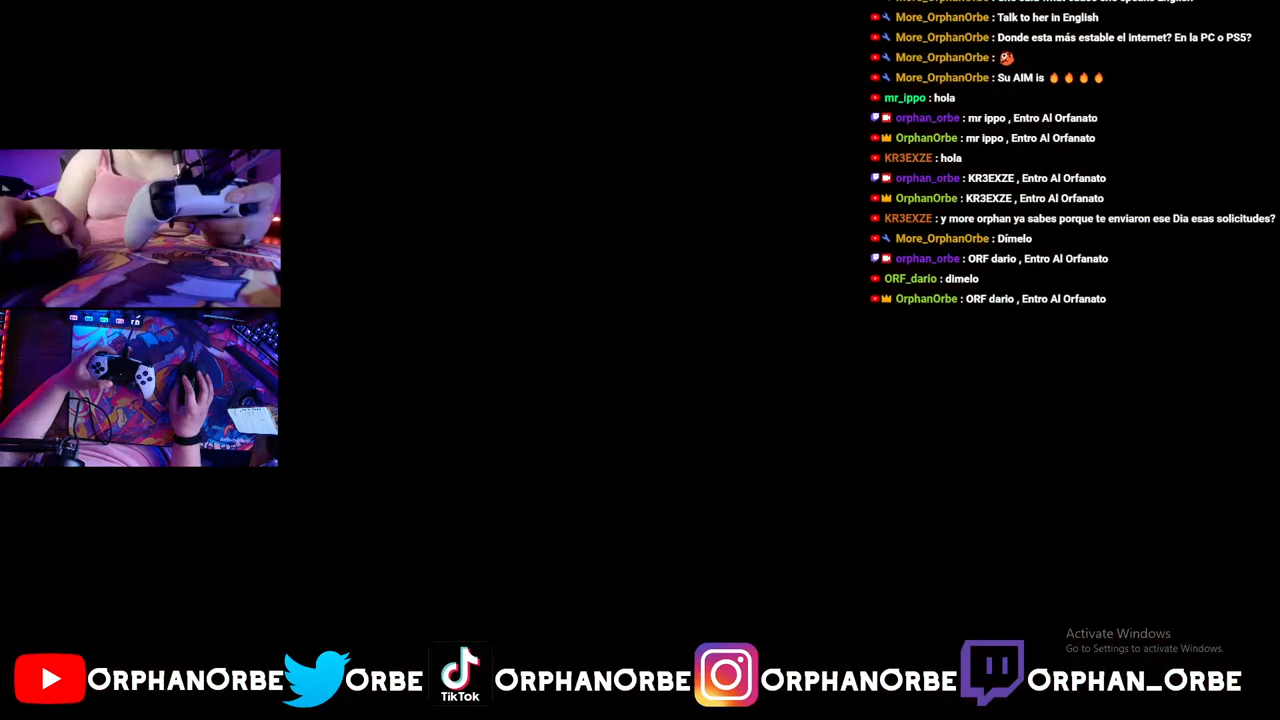 More_OrphanOrbe : Talk to her in English
More_OrphanOrbe : Donde esta más estable el Internet? En la PC o PS5?
More_OrphanOrbe :
More_OrphanOrbe : Su AIM is 🔥🔥🔥🔥
mr_ippo : hola
orphan_orbe : mr ippo , Entro Al Orfanato
OrphanOrbe : mr ippo , Entro Al Orfanato
KR3EXZE : hola
orphan_orbe : KR3EXZE , Entro Al Orfanato
OrphanOrbe : KR3EXZE , Entro Al Orfanato
KR3EXZE : y more orphan ya sabes porque te enviaron ese Dia esas solicitudes?
More_OrphanOrbe : Dímelo
orphan_orbe : ORF dario , Entro Al Orfanato
ORF_dario : dimelo
OrphanOrbe : ORF dario , Entro Al Orfanato
Activate Windows
Go to Settings to activate Windows.
OrphanOrbe
Orbe
TikTok
OrphanOrbe
OrphanOrbe
Orphan_Orbe